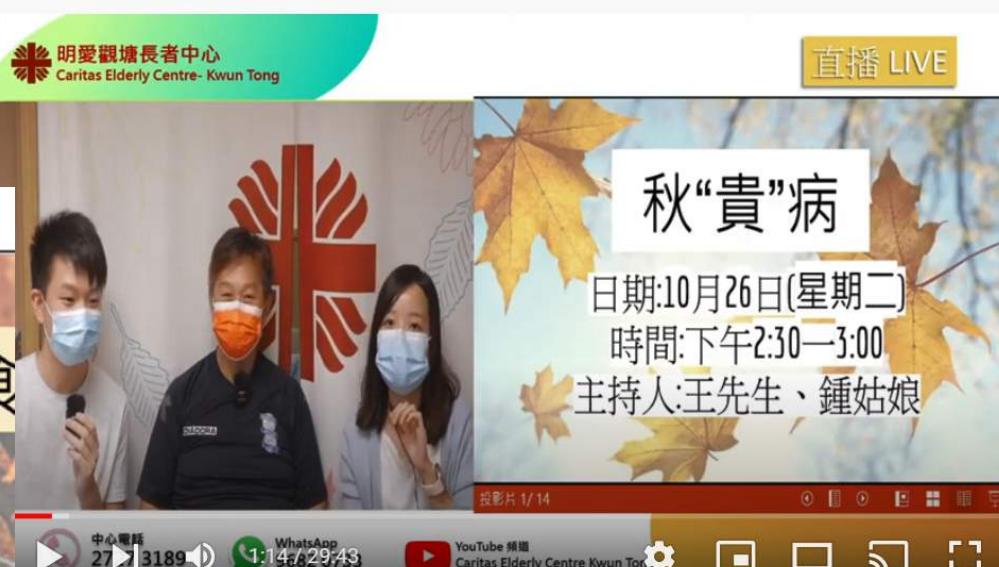 明愛觀塘長者中心
Caritas Elderly Centre- Kwun Tong
直播 LIVE
秋“貴”病
日期:10月26日(星期二)
時間:下午2:30—3:00
主持人:王先生、鍾姑娘
DIADORA
投影片 1/14
中心電話
3189
WhatsApp
1:14 / 29:43
YouTube 頻道
Caritas Elderly Centre Kwun